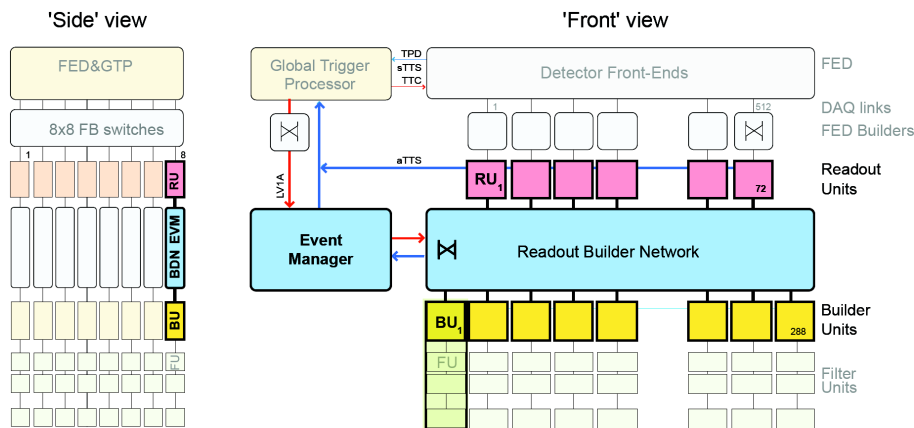 'Side' view
'Front' view
FED&GTP
8x8 FB switches
1
8
RU
BDN EVM
BU
FU
Global Trigger
Processor
TPD
sTTS
TTC
Detector Front-Ends
FED
1
512
DAQ links
FED Builders
aTTS
LV1A
RU1
72
Readout
Units
Event
Manager
Readout Builder Network
BU1
288
Builder
Units
FU
Filter
Units